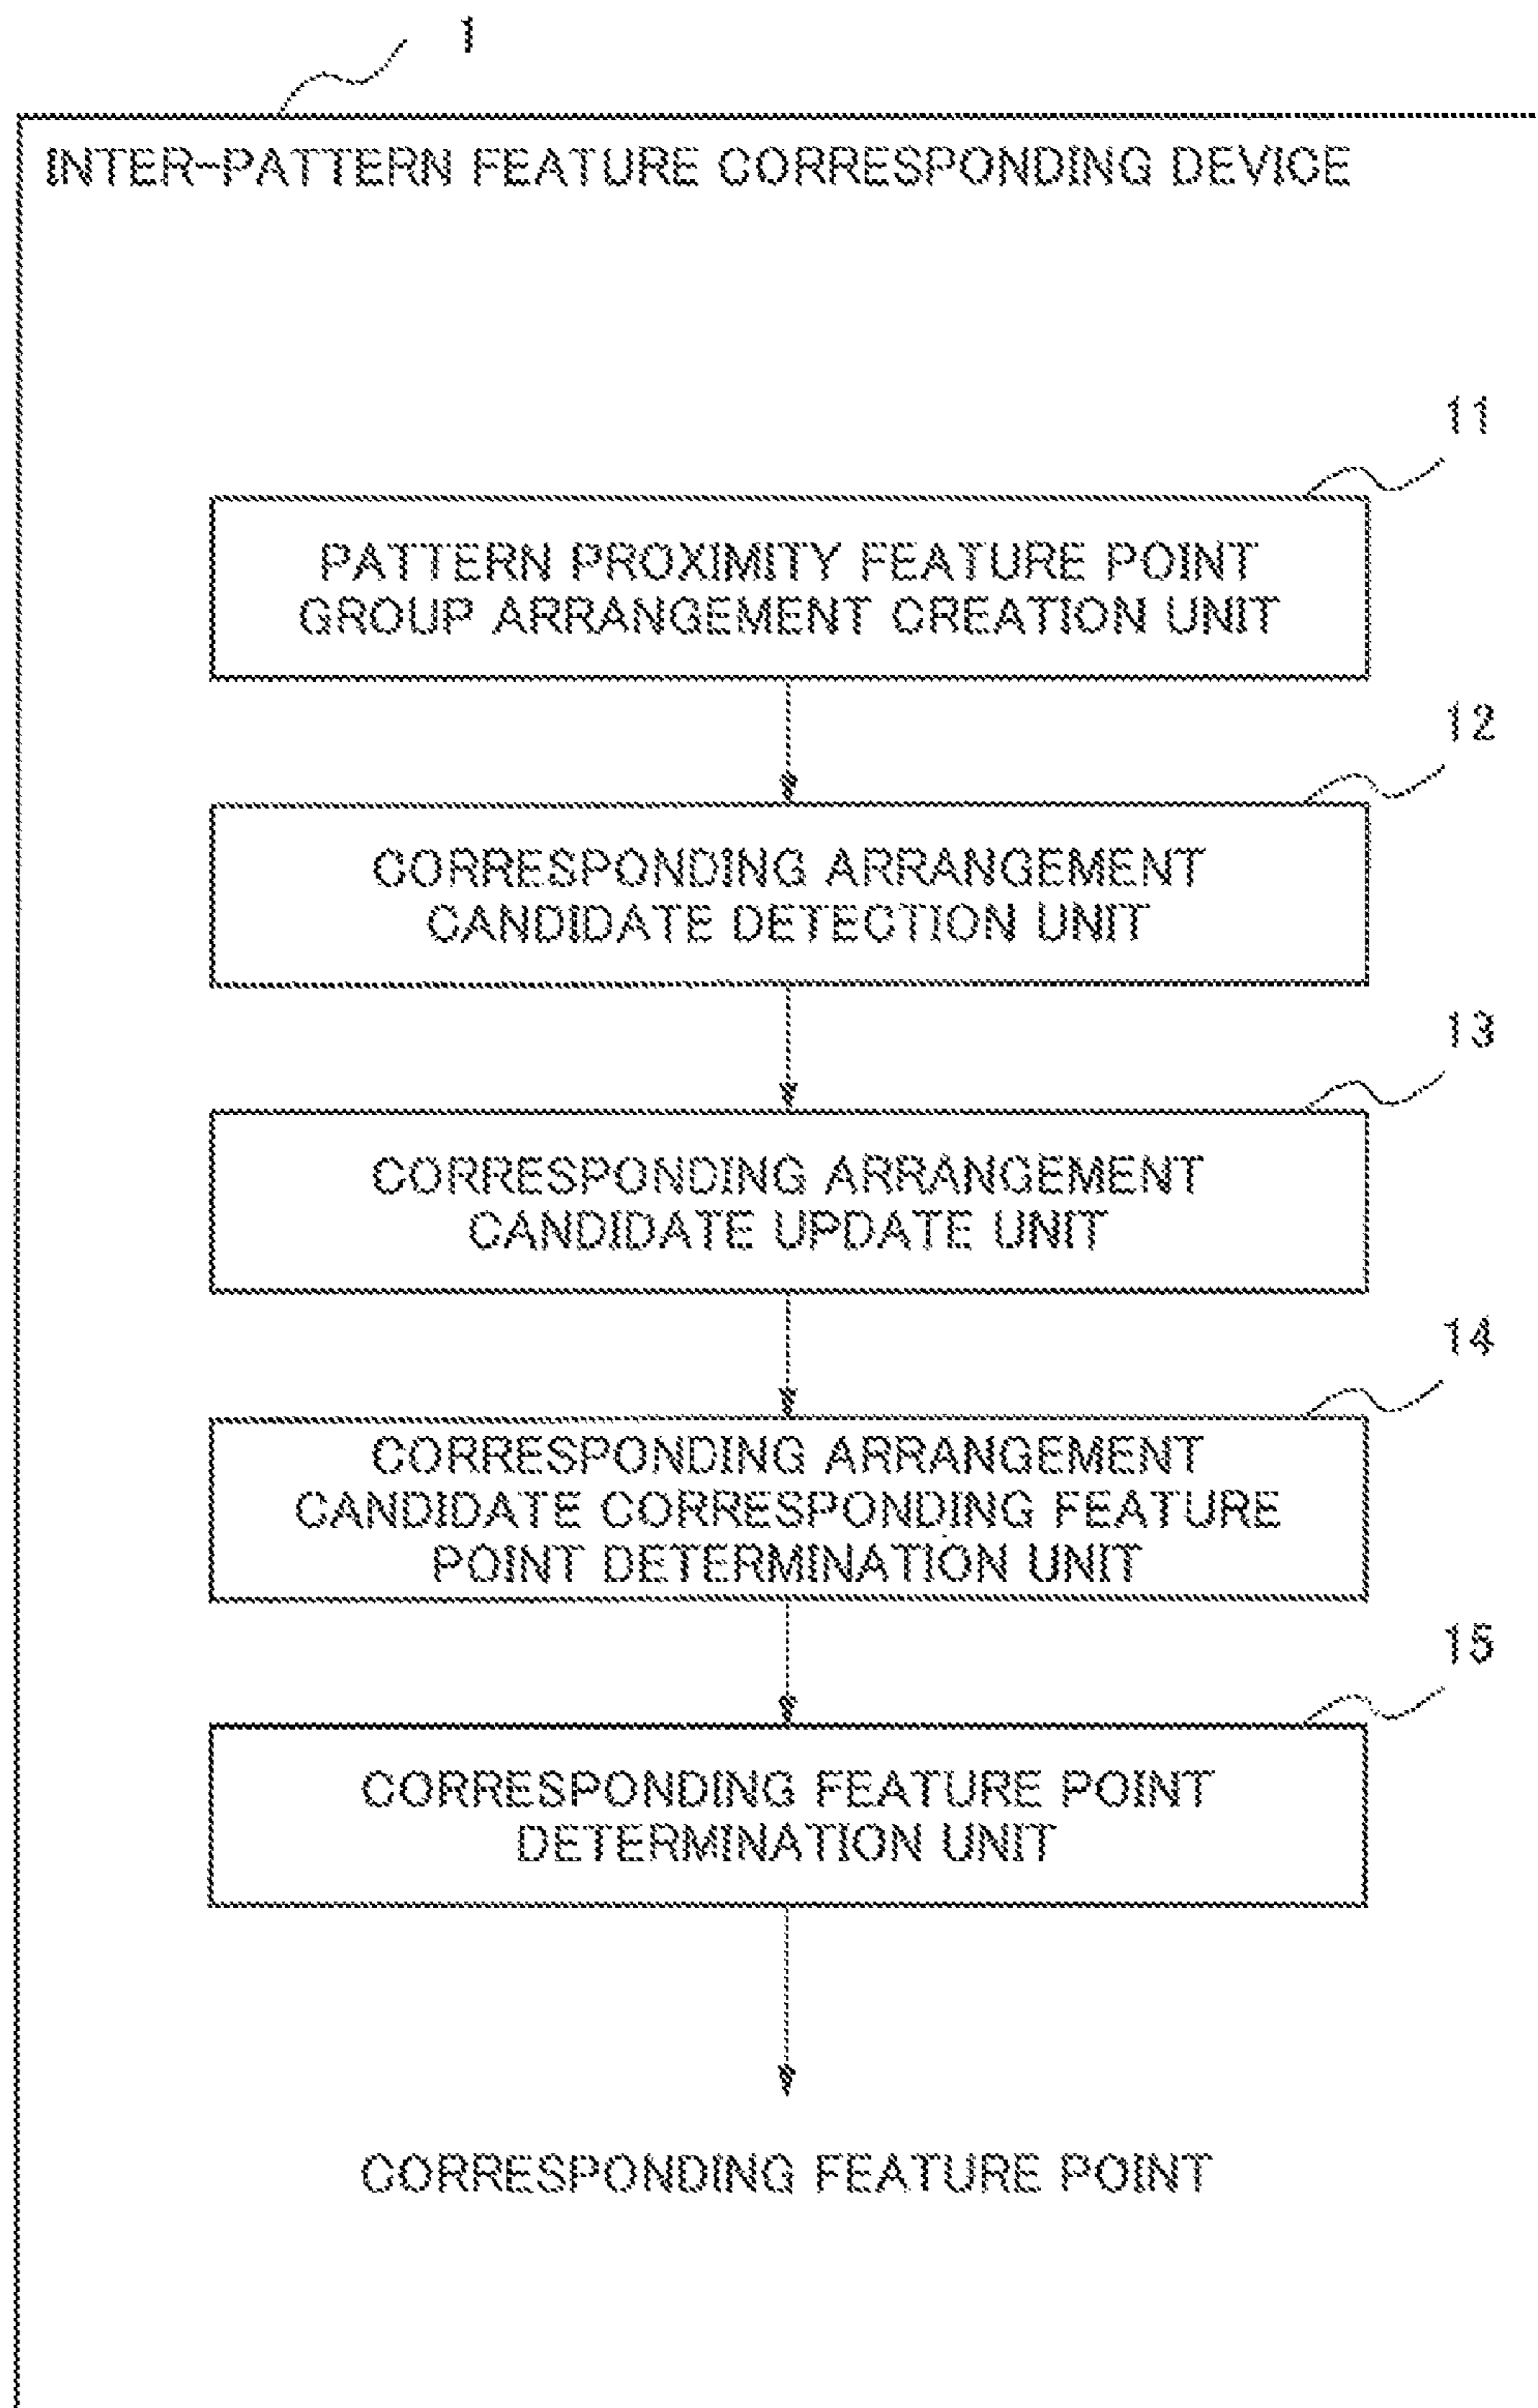 1
INTER-PATTERN FEATURE CORRESPONDING DEVICE
11
PATTERN PROXIMITY FEATURE POINT
GROUP ARRANGEMENT CREATION UNIT
12
CORRESPONDING ARRANGEMENT
CANDIDATE DETECTION UNIT
13
CORRESPONDING ARRANGEMENT
CANDIDATE UPDATE UNIT
14
CORRESPONDING ARRANGEMENT
CANDIDATE CORRESPONDING FEATURE
POINT DETERMINATION UNIT
15
CORRESPONDING FEATURE POINT
DETERMINATION UNIT
CORRESPONDING FEATURE POINT